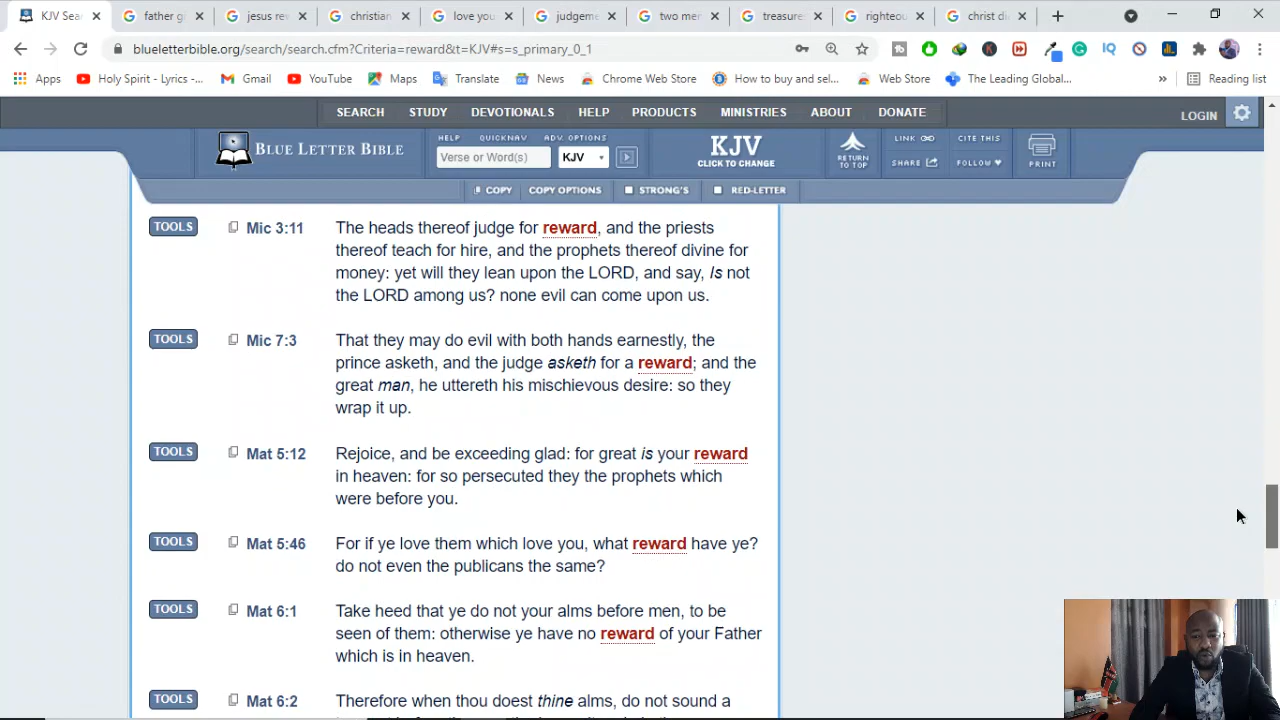 KJV Sea
father g
jesus re
christian
love you
judgeme
two mer
treasure
righteou
christ di
blueletterbible.org/search/search.cfm?Criteria=reward&t=KJV#s=s_primary_0_1
Apps
Holy Spirit - Lyrics -...
Gmail
YouTube
Maps
Translate
News
Chrome Web Store
How to buy and sel...
Web Store
The Leading Global...
»
Reading list
SEARCH
STUDY
DEVOTIONALS
HELP
PRODUCTS
MINISTRIES
ABOUT
DONATE
LOGIN
BLUE LETTER BIBLE
HELP
QUICKNAV
ADV. OPTIONS
Verse or Word(s)
KJV
KJV
CLICK TO CHANGE
RETURN
TO TOP
LINK
CITE THIS
SHARE
FOLLOW
PRINT
COPY
COPY OPTIONS
STRONG'S
RED-LETTER
TOOLS
Mic 3:11
The heads thereof judge for reward, and the priests
thereof teach for hire, and the prophets thereof divine for
money: yet will they lean upon the LORD, and say, Is not
the LORD among us? none evil can come upon us.
TOOLS
Mic 7:3
That they may do evil with both hands earnestly, the
prince asketh, and the judge asketh for a reward; and the
great man, he uttereth his mischievous desire: so they
wrap it up.
TOOLS
Mat 5:12
Rejoice, and be exceeding glad: for great is your reward
in heaven: for so persecuted they the prophets which
were before you.
TOOLS
Mat 5:46
For if ye love them which love you, what reward have ye?
do not even the publicans the same?
TOOLS
Mat 6:1
Take heed that ye do not your alms before men, to be
seen of them: otherwise ye have no reward of your Father
which is in heaven.
TOOLS
Mat 6:2
Therefore when thou doest thine alms, do not sound a